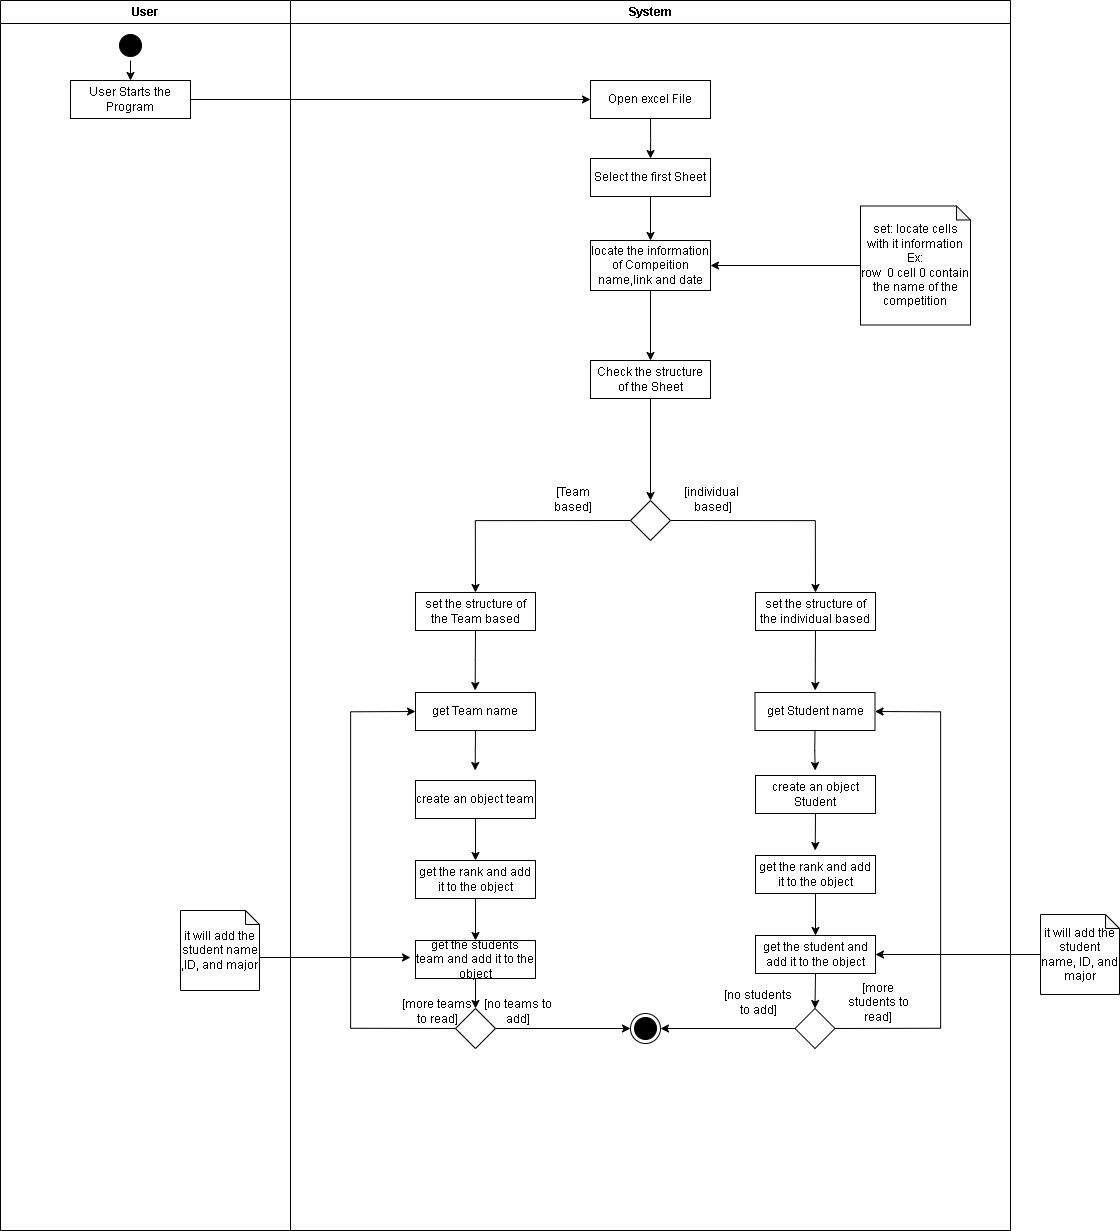 User
System
User Starts the
Program
Open excel File
Select the first Sheet
locate the information
of Compeition
name,link and date
set: locate cells
with it information
Ex:
row  0 cell 0 contain
the name of the
competition
Check the structure
of the Sheet
[Team
based]
[individual
based]
set the structure of
the Team based
set the structure of
the individual based
get Team name
get Student name
create an object team
create an object
Student
get the rank and add
it to the object
get the rank and add
it to the object
it will add the
student name
,ID, and major
get the students
team and add it to the
object
get the student and
add it to the object
it will add the
student
name, ID, and
major
[more teams
to read]
[no teams to
add]
[no students
to add]
[more
students to
read]